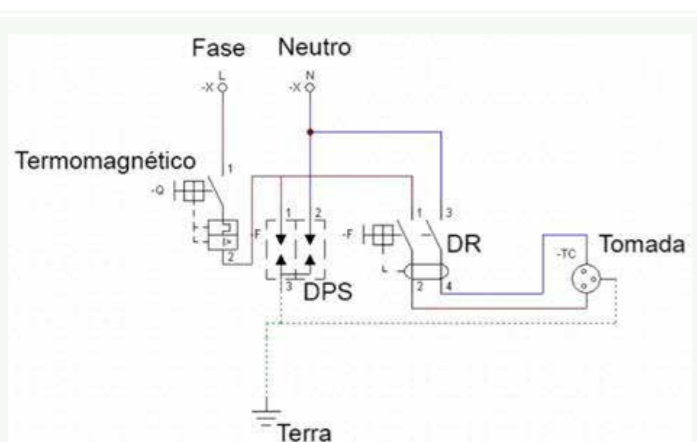 Fase Neutro
L N
-X -X
Termomagnético
1
-Q
I>
2
1 2
-F
3
DPS
1 3
-F
DR
2 4
-TC
Tomada
Terra